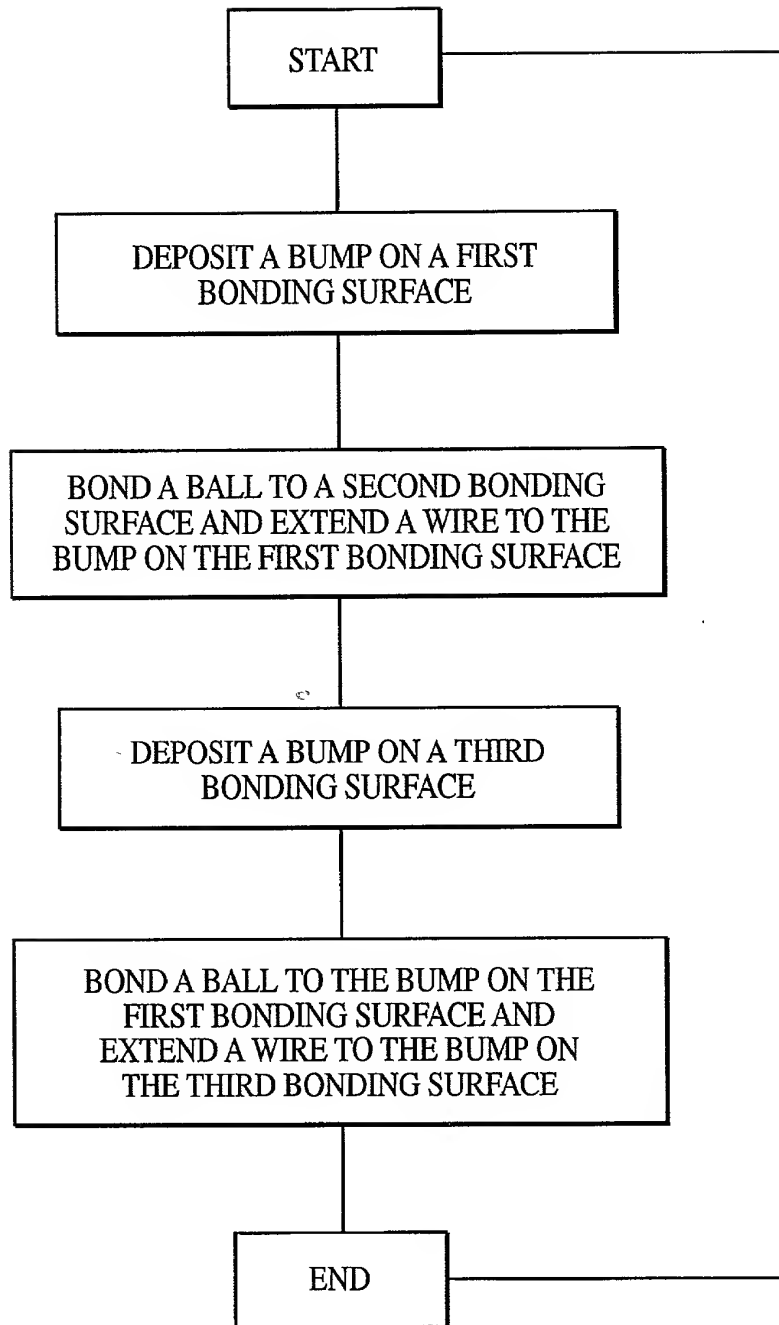 START
DEPOSIT A BUMP ON A FIRST
BONDING SURFACE
BOND A BALL TO A SECOND BONDING
SURFACE AND EXTEND A WIRE TO THE
BUMP ON THE FIRST BONDING SURFACE
DEPOSIT A BUMP ON A THIRD
BONDING SURFACE
BOND A BALL TO THE BUMP ON THE
FIRST BONDING SURFACE AND
EXTEND A WIRE TO THE BUMP ON
THE THIRD BONDING SURFACE
END